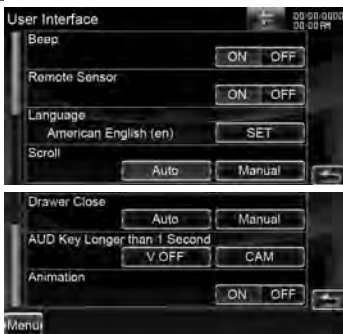 User Interface
00/00/0000
00:00 AM
Beep
ON OFF
Remote Sensor
ON OFF
Language
American English (en) SET
Scroll
Auto Manual
Drawer Close
Auto Manual
AUD Key Longer than 1 Second
V.OFF CAM
Animation
ON OFF
Menu